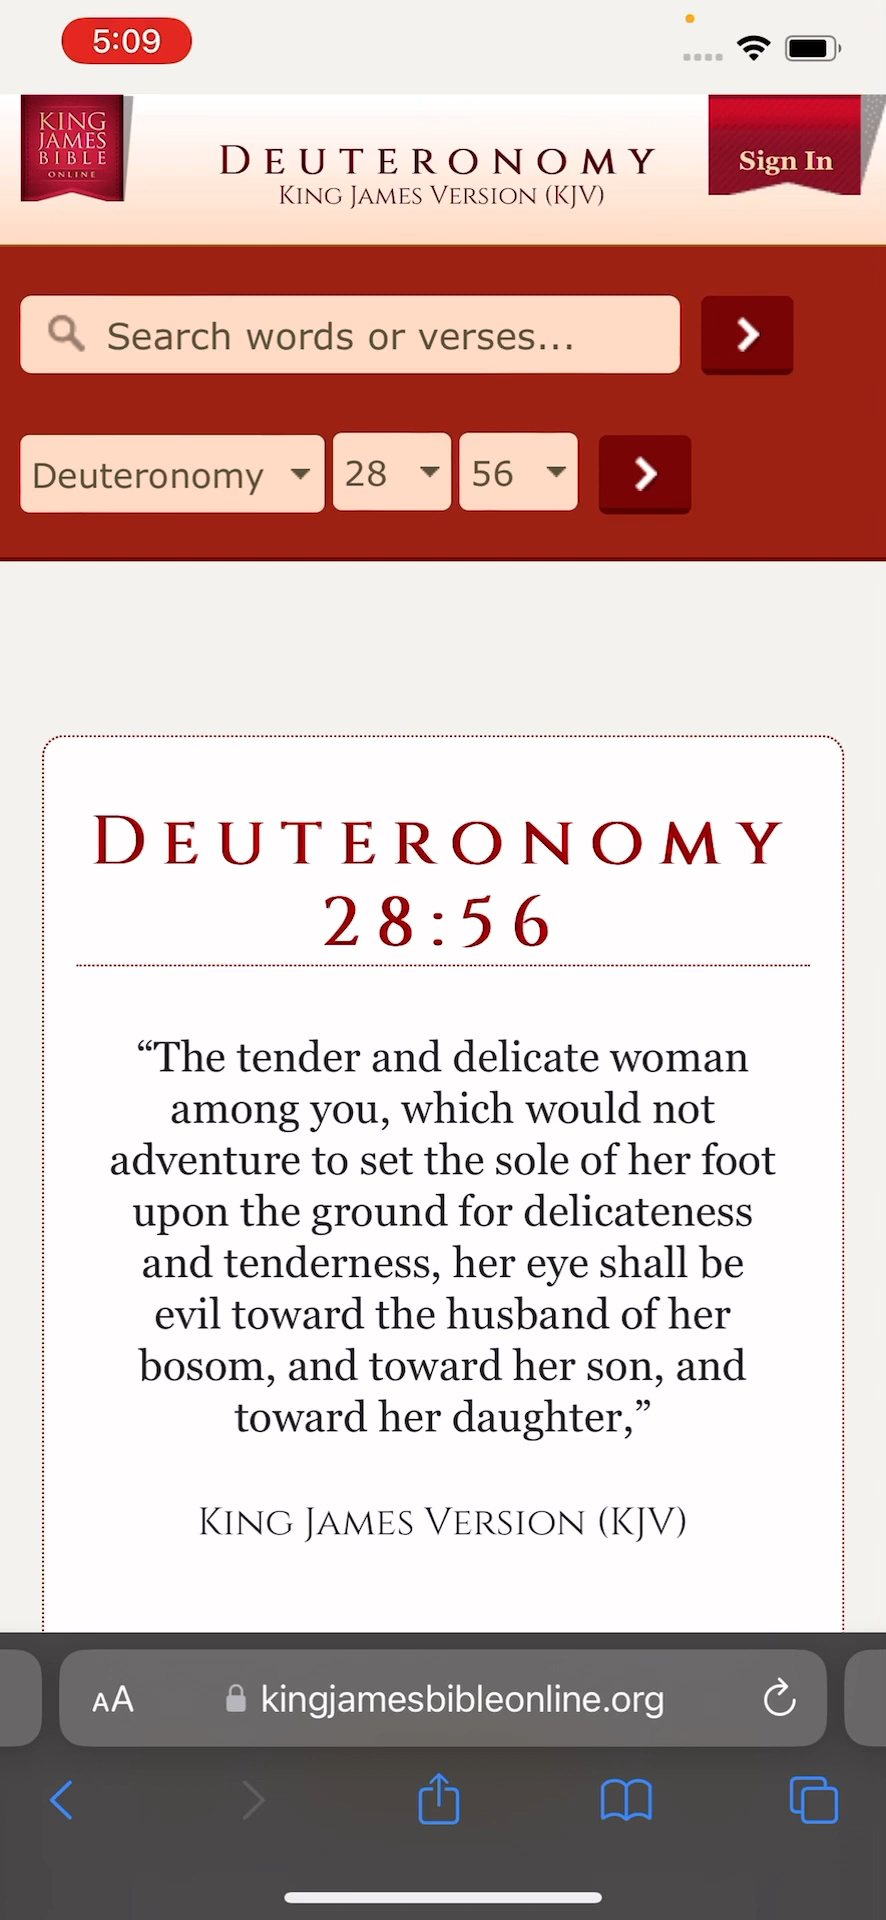 5:09
KING
JAMES
BIBLE
ONLINE
DEUTERONOMY
KING JAMES VERSION (KJV)
Sign In
Search words or verses...
Deuteronomy 28 56
DEUTERONOMY
28:56
“The tender and delicate woman
among you, which would not
adventure to set the sole of her foot
upon the ground for delicateness
and tenderness, her eye shall be
evil toward the husband of her
bosom, and toward her son, and
toward her daughter,”
KING JAMES VERSION (KJV)
AA kingjamesbibleonline.org